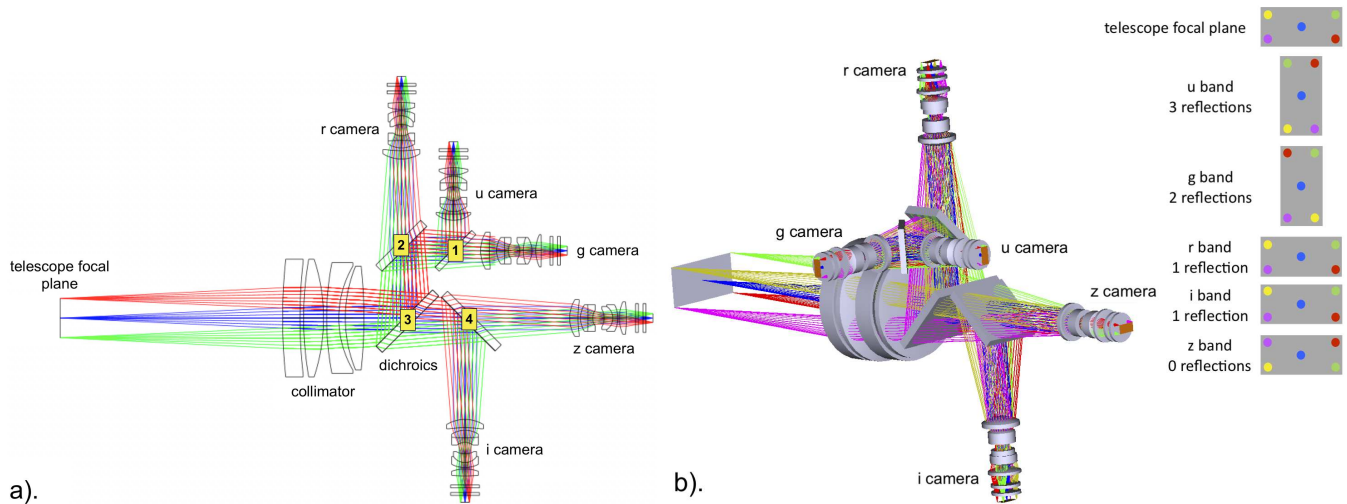 r camera
u camera
2
1
g camera
telescope focal
plane
3
4
z camera
dichroics
collimator
i camera
a).
r camera
g camera
u camera
z camera
i camera
b).
telescope focal plane
u band
3 reflections
g band
2 reflections
r band
1 reflection
i band
1 reflection
z band
0 reflections